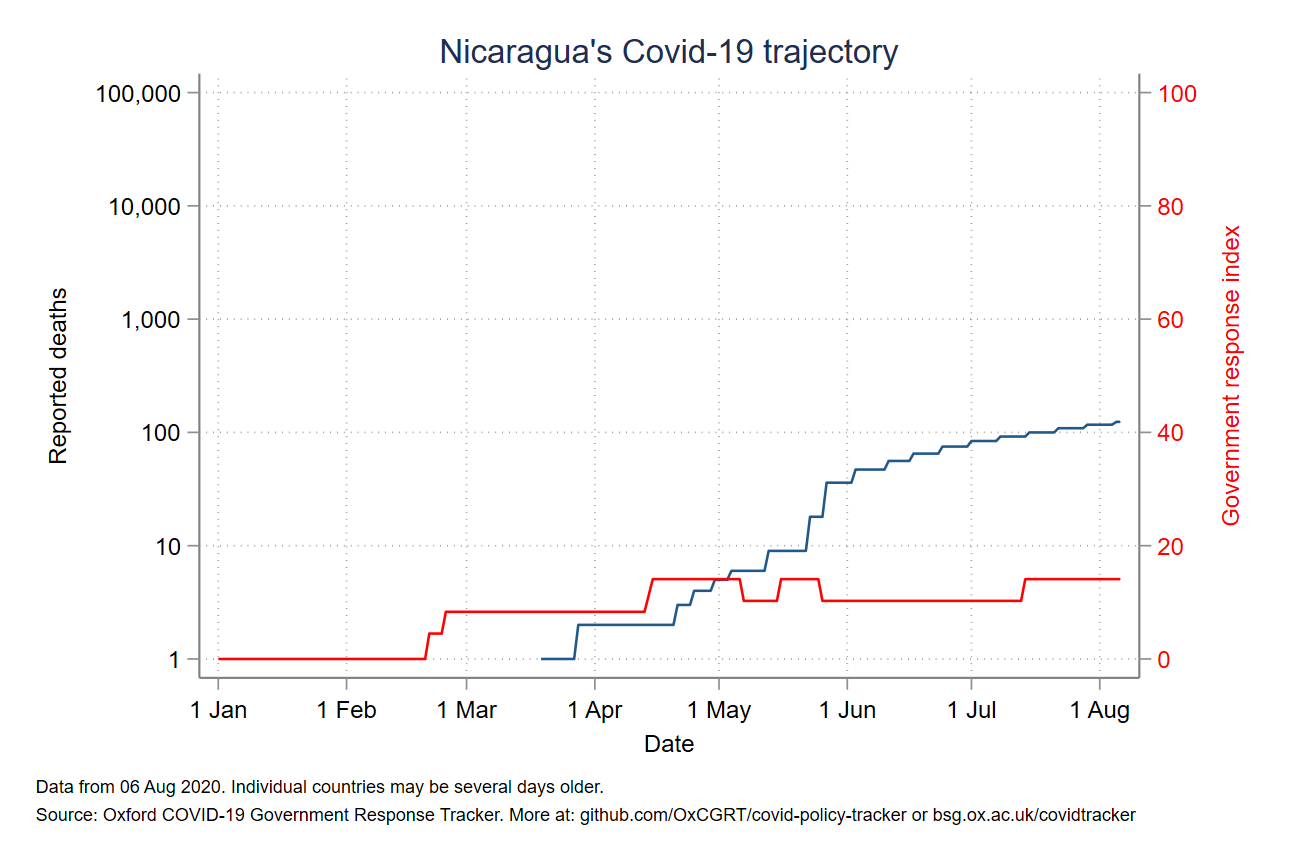 Nicaragua's Covid-19 trajectory
100,000
10,000
1,000
100
10
1
Reported deaths
100
80
60
40
20
0
Government response index
1 Jan 1 Feb 1 Mar 1 Apr 1 May 1 Jun 1 Jul 1 Aug
Date
Data from 06 Aug 2020. Individual countries may be several days older.
Source: Oxford COVID-19 Government Response Tracker. More at: github.com/OxCGRT/covid-policy-tracker or bsg.ox.ac.uk/covidtracker